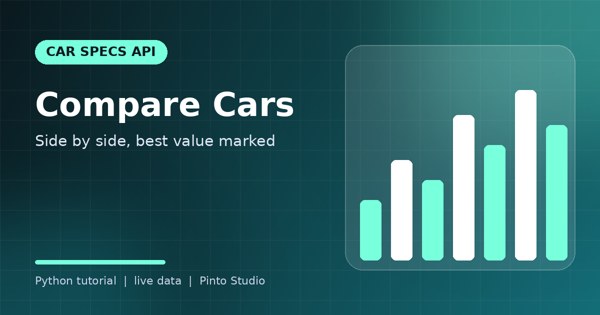 CAR SPECS API
Compare Cars
Side by side, best value marked
Python tutorial | live data | Pinto Studio